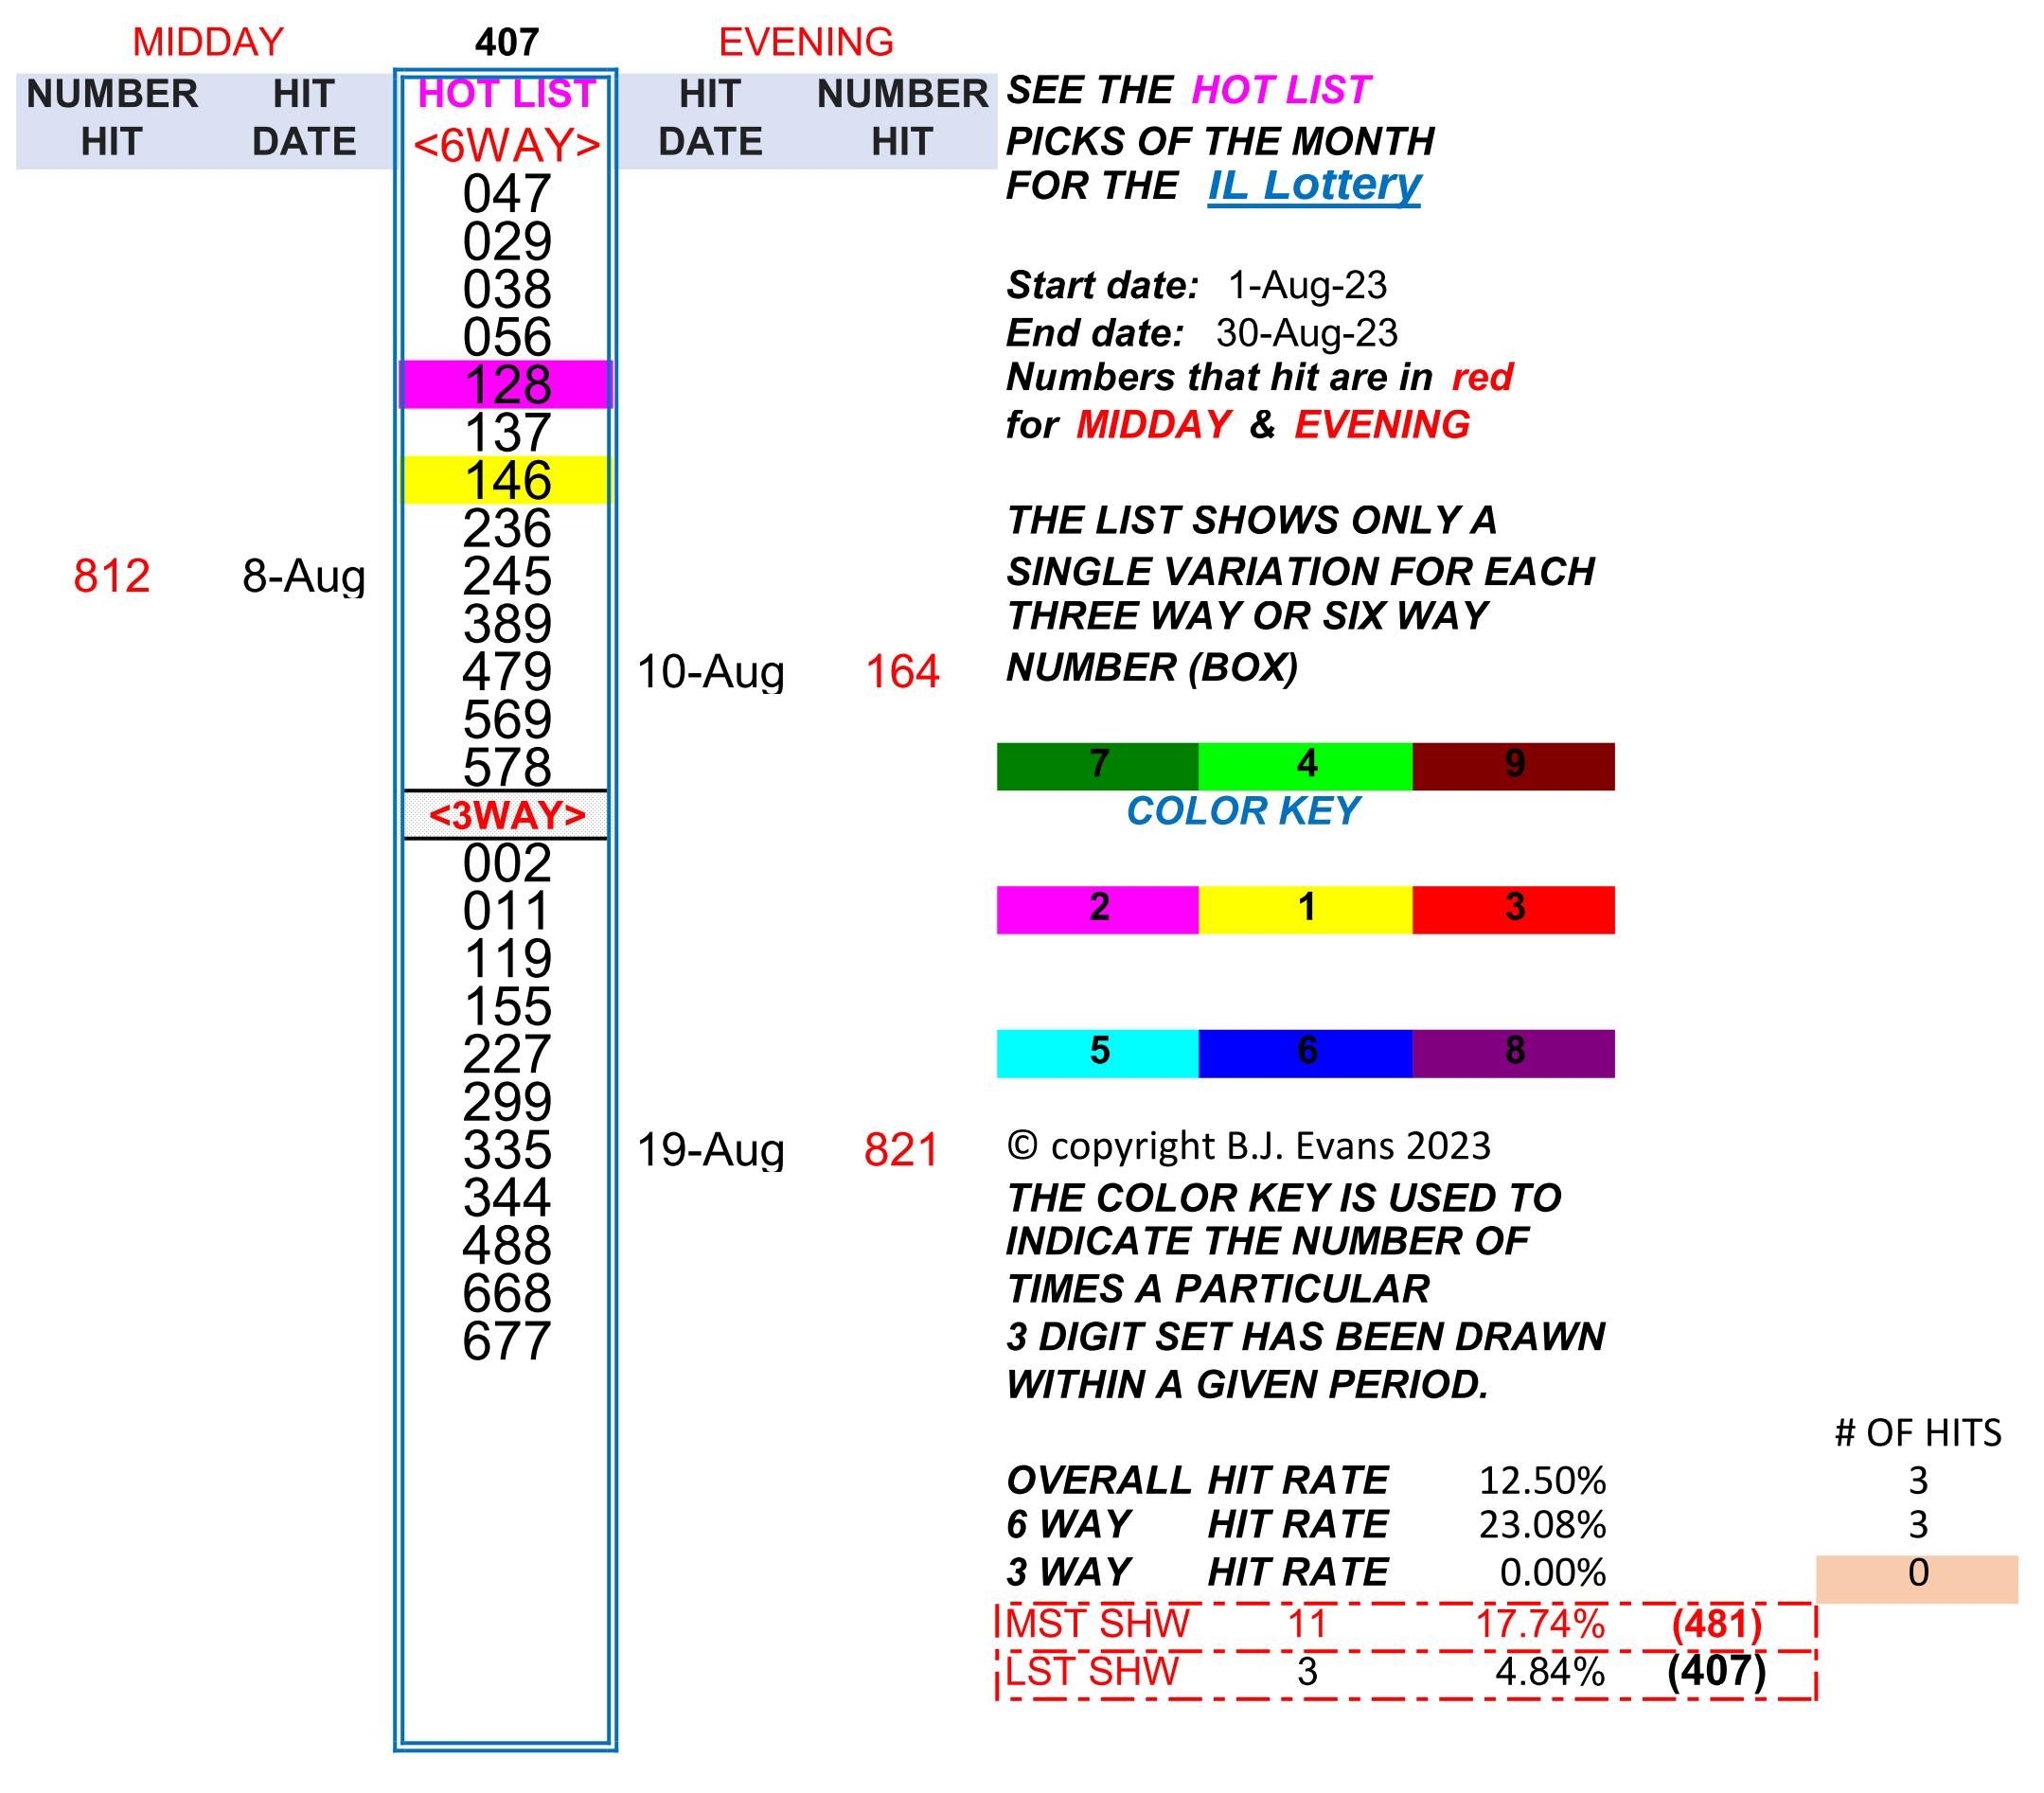 MIDDAY 407 EVENING
NUMBER HIT HOT LIST HIT NUMBER SEE THE HOT LIST
HIT DATE <6WAY> DATE HIT PICKS OF THE MONTH
047 FOR THE IL Lottery
029
038 Start date: 1-Aug-23
056 End date: 30-Aug-23
128 Numbers that hit are in red
137 for MIDDAY & EVENING
146
236 THE LIST SHOWS ONLY A
812 8-Aug 245 SINGLE VARIATION FOR EACH
389 THREE WAY OR SIX WAY
479 10-Aug 164 NUMBER (BOX)
569
578 7 4 9
<3WAY> COLOR KEY
002
011 2 1 3
119
155
227 5 6 8
299
335 19-Aug 821 © copyright B.J. Evans 2023
344 THE COLOR KEY IS USED TO
488 INDICATE THE NUMBER OF
668 TIMES A PARTICULAR
677 3 DIGIT SET HAS BEEN DRAWN
WITHIN A GIVEN PERIOD.
# OF HITS
OVERALL HIT RATE 12.50% 3
6 WAY HIT RATE 23.08% 3
3 WAY HIT RATE 0.00% 0
MST SHW 11 17.74% (481)
LST SHW 3 4.84% (407)